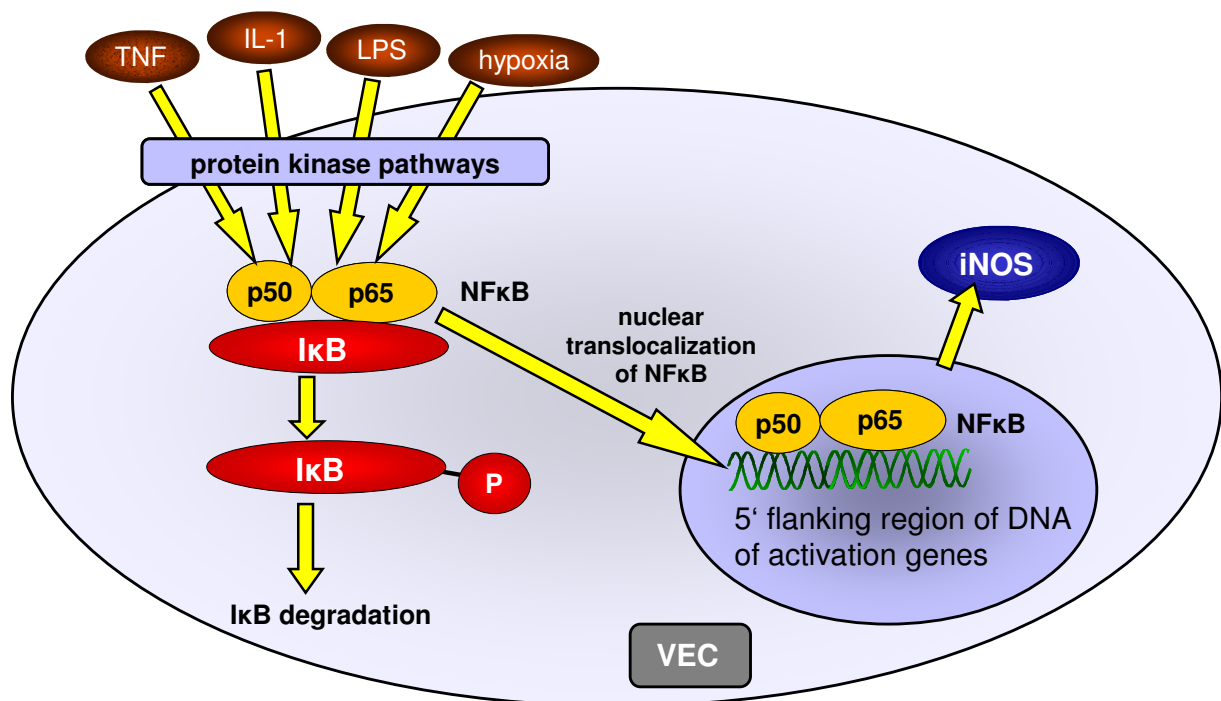 TNF
IL-1
LPS
hypoxia
protein kinase pathways
p50
p65
NFκB
IκB
nuclear
translocalization
of NFκB
iNOS
p50
p65
NFκB
IκB
P
5‘ flanking region of DNA
of activation genes
IκB degradation
VEC